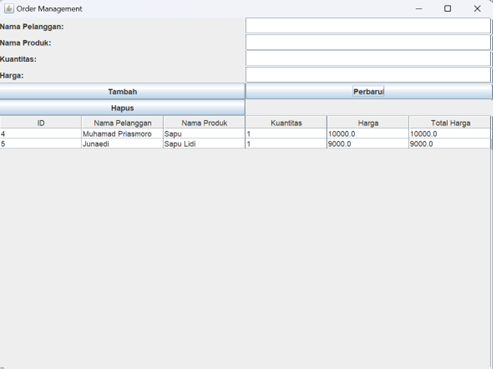 Order Management
Nama Pelanggan:
Nama Produk:
Kuantitas:
Harga:
Tambah Perbarui
Hapus
ID Nama Pelanggan Nama Produk Kuantitas Harga Total Harga
4 Muhamad Priasmoro Sapu 1 10000.0 10000.0
5 Junaedi Sapu Lidi 1 9000.0 9000.0